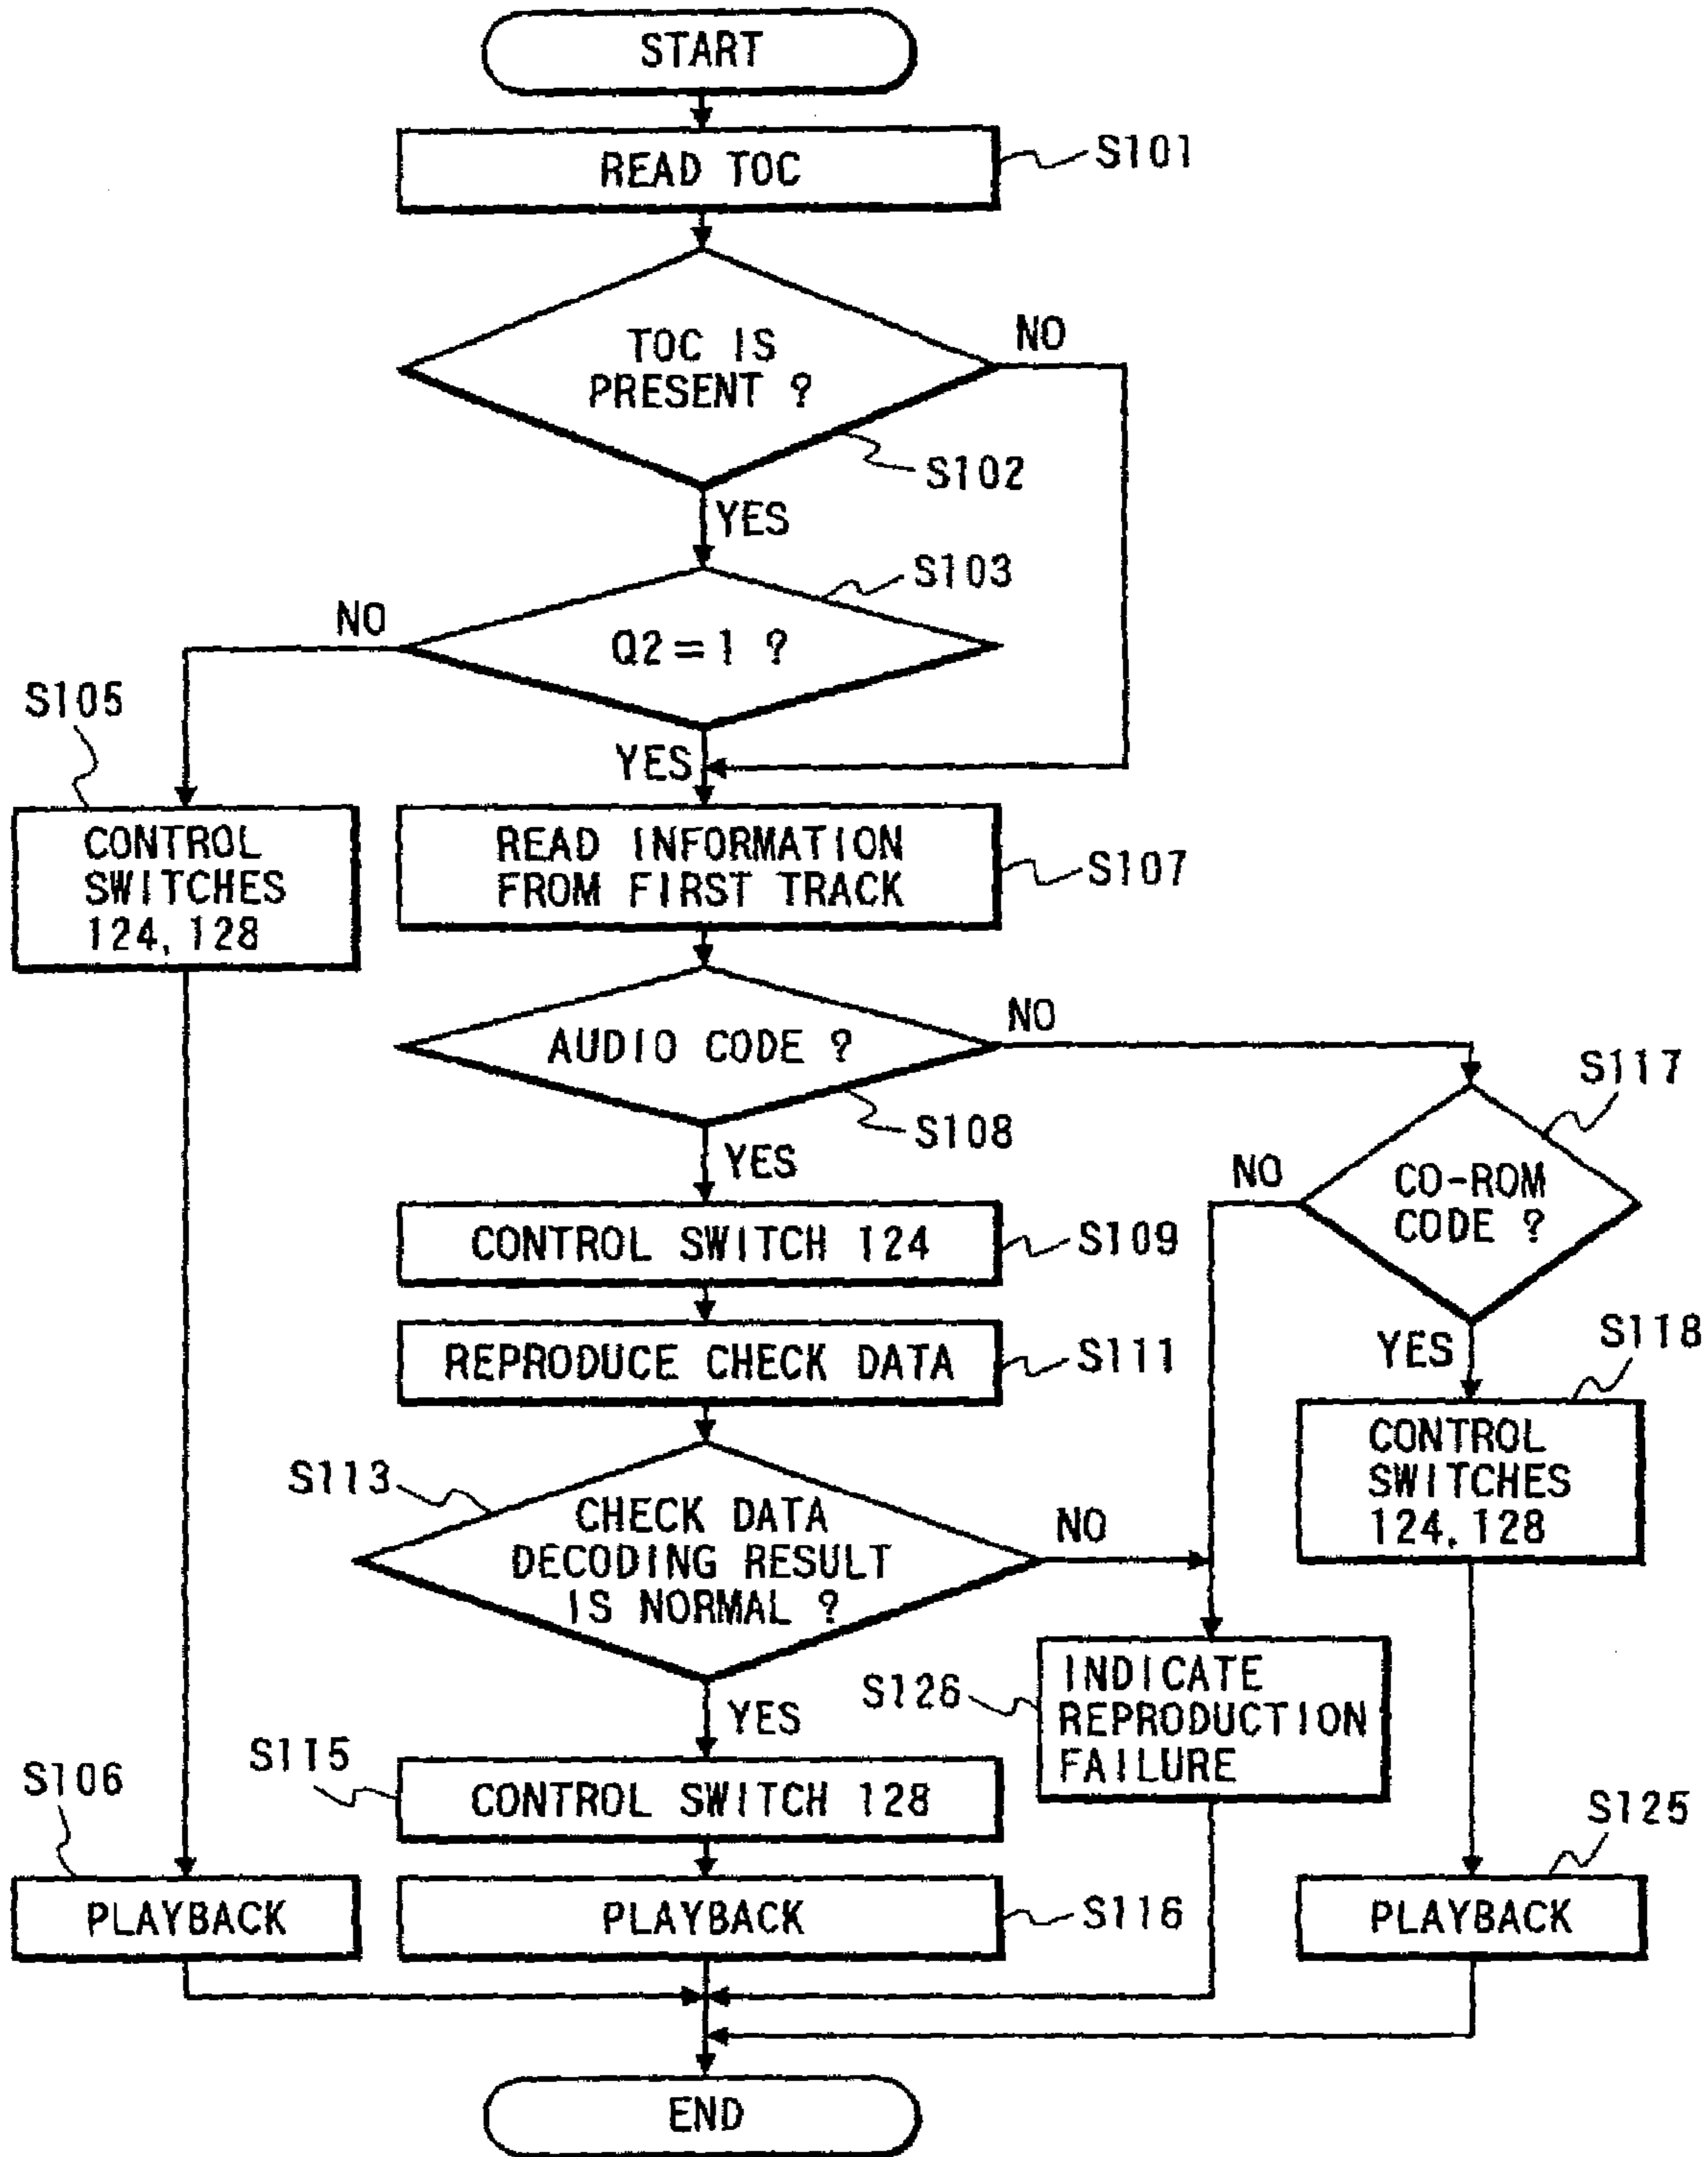 START
READ TOC
S101
TOC IS
PRESENT ?
NO
S102
YES
S103
NO
Q2=1 ?
S105
YES
CONTROL
SWITCHES
124, 128
READ INFORMATION
FROM FIRST TRACK
S107
AUDIO CODE ?
NO
S108
YES
S117
NO
CO-ROM
CODE ?
CONTROL SWITCH 124
S109
REPRODUCE CHECK DATA
S111
YES
S118
CONTROL
SWITCHES
124, 128
S113
CHECK DATA
DECODING RESULT
IS NORMAL ?
NO
YES
S126
INDICATE
REPRODUCTION
FAILURE
S115
CONTROL SWITCH 128
S106
PLAYBACK
PLAYBACK
S116
S125
PLAYBACK
END